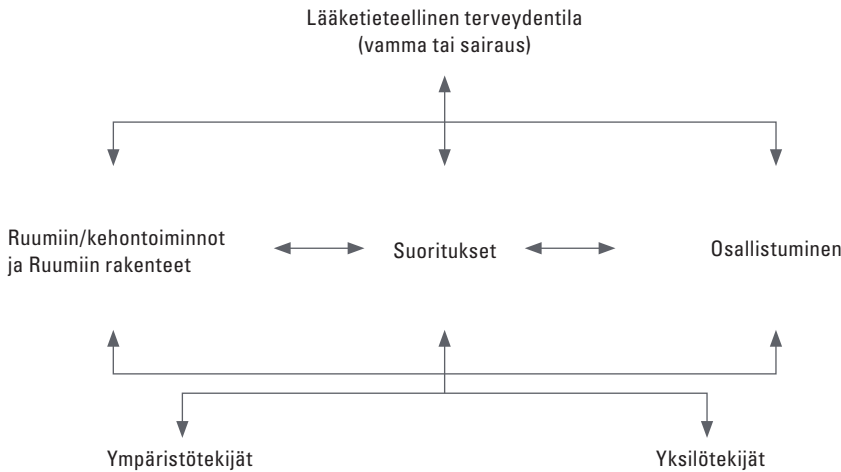 Lääketieteellinen terveydentila
(vamma tai sairaus)
Ruumiin/kehontoiminnot
ja Ruumiin rakenteet
Suoritukset
Osallistuminen
Ympäristötekijät
Yksilötekijät